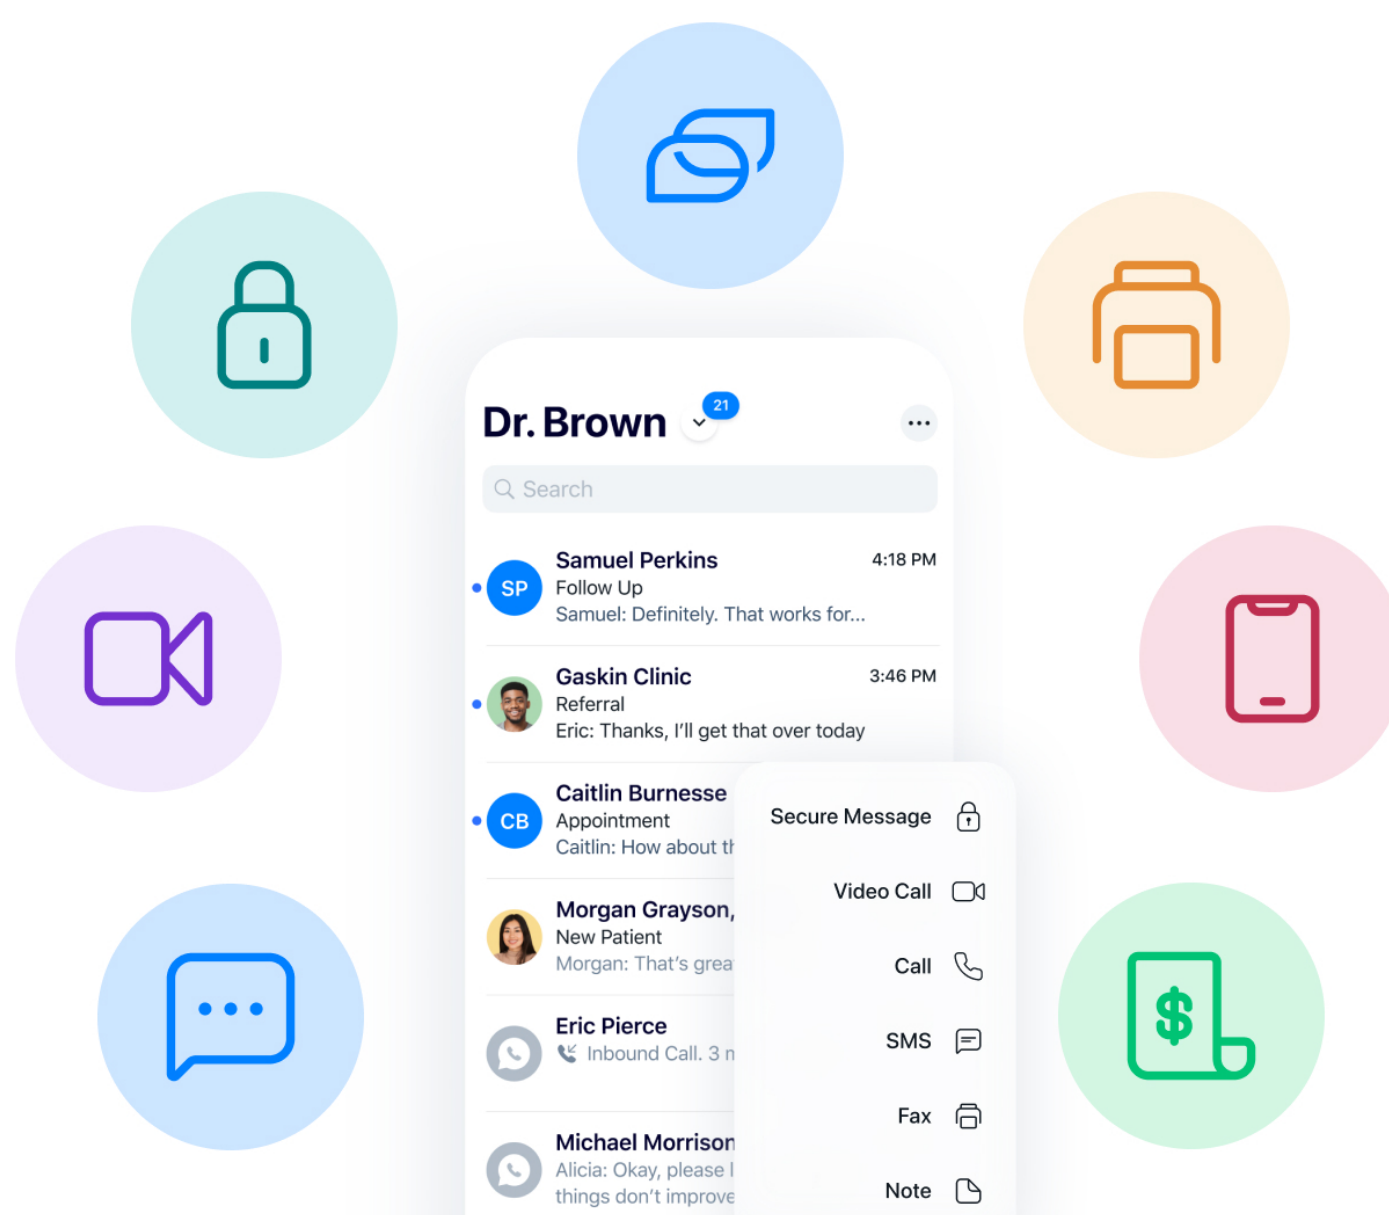 Dr. Brown
21
Search
Samuel Perkins
4:18 PM
SP
Follow Up
Samuel: Definitely. That works for...
Gaskin Clinic
3:46 PM
Referral
Eric: Thanks, I'll get that over today
Caitlin Burnesse
CB
Appointment
Caitlin: How about
Morgan Grayson,
New Patient
Morgan: That's
Eric Pierce
Inbound Call. 3
Michael Morrison
Alicia: Okay, please
things don't improve
Secure Message
Video Call
Call
SMS
Fax
Note
$